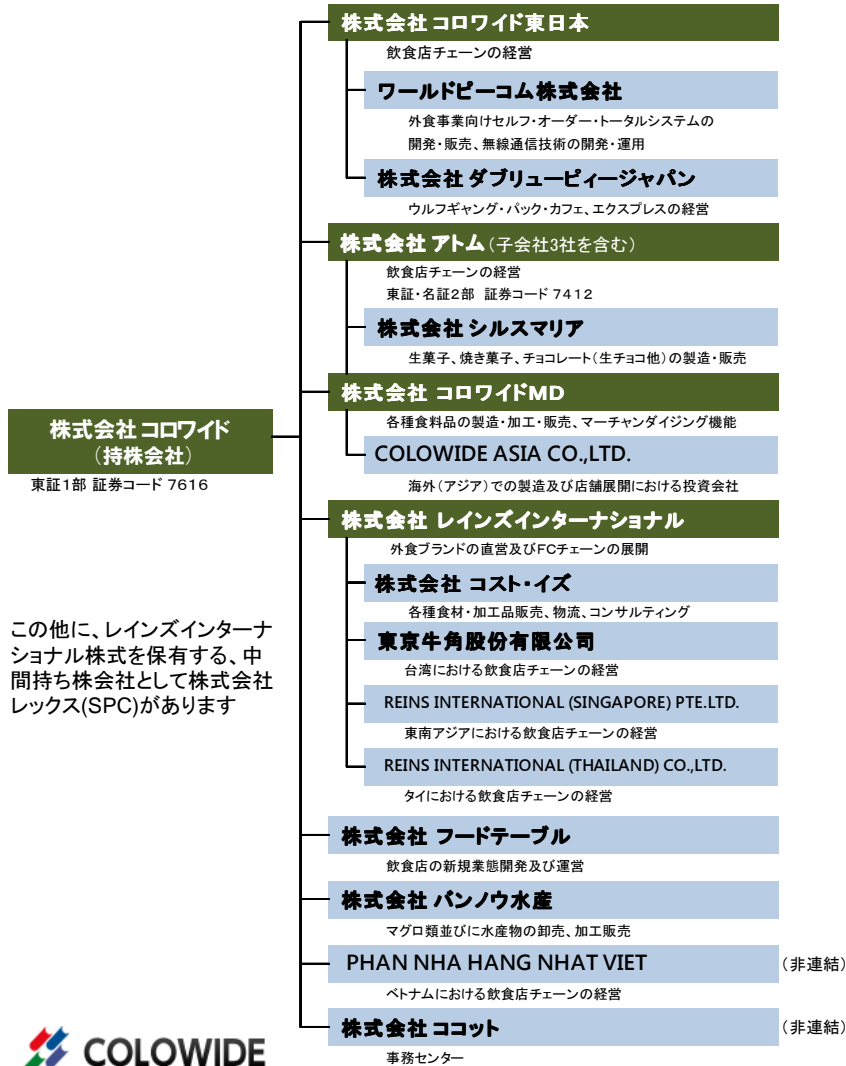 株式会社 コロワイド東日本
飲食店チェーンの経営
ワールドピーコム株式会社
外食事業向けセルフ・オーダー・トータルシステムの
開発・販売、無線通信技術の開発・運用
株式会社 ダブリューピィージャパン
ウルフギャング・パック・カフェ、エクスプレスの経営
株式会社 アトム(子会社3社を含む)
飲食店チェーンの経営
東証・名証2部 証券コード 7412
株式会社 シルスマリア
生菓子、焼き菓子、チョコレート(生チョコ他)の製造・販売
株式会社 コロワイドMD
各種食料品の製造・加工・販売、マーチャンダイジング機能
株式会社 コロワイド
(持株会社)
東証1部 証券コード 7616
COLOWIDE ASIA CO.,LTD.
海外(アジア)での製造及び店舗展開における投資会社
株式会社 レインズインターナショナル
外食ブランドの直営及びFCチェーンの展開
株式会社 コスト・イズ
各種食材・加工品販売、物流、コンサルティング
東京牛角股份有限公司
台湾における飲食店チェーンの経営
REINS INTERNATIONAL (SINGAPORE) PTE.LTD.
東南アジアにおける飲食店チェーンの経営
REINS INTERNATIONAL (THAILAND) CO.,LTD.
タイにおける飲食店チェーンの経営
この他に、レインズインターナ
ショナル株式を保有する、中
間持ち株会社として株式会社
レックス(SPC)があります
株式会社 フードテーブル
飲食店の新規業態開発及び運営
株式会社 バンノウ水産
マグロ類並びに水産物の卸売、加工販売
PHAN NHA HANG NHAT VIET (非連結)
ベトナムにおける飲食店チェーンの経営
株式会社 ココット (非連結)
事務センター
COLOWIDE